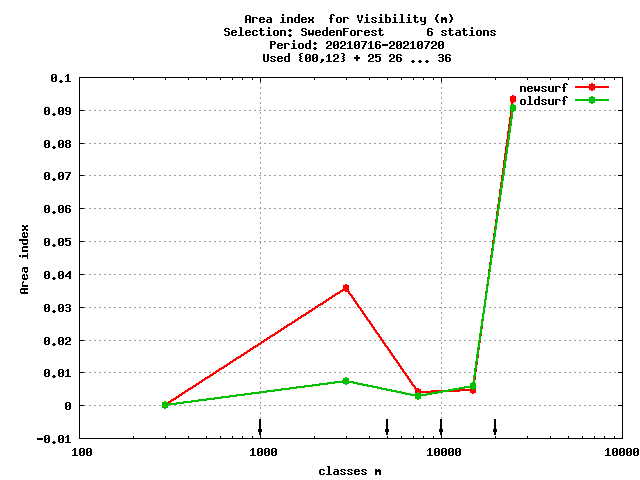 Area index  for Visibility (m)
Selection: SwedenForest      6 stations
Period: 20210716-20210720
Used {00,12} + 25 26 ... 36
newsurf
oldsurf
0.1
0.09
0.08
0.07
0.06
0.05
0.04
0.03
0.02
0.01
0
-0.01
Area index
100 1000 10000 10000
classes m